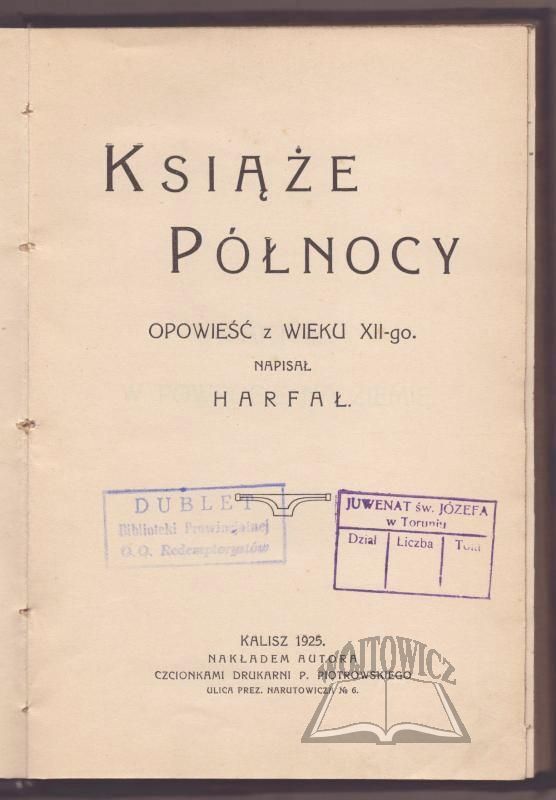 KSIĄŻE
PÓŁNOCY
OPOWIEŚĆ z WIEKU XII-go.
NAPISAŁ
HARFAŁ.
DUBLET
Biblioteki Prowincjalnej
O.O. Redemptorystów
JUWENAT św. JÓZEFA
w Toruniu
Dział Liczba Tom
KALISZ 1925.
NAKŁADEM AUTORA
CZCIONKAMI DRUKARNI P. PIOTROWSKIEGO
ULICA PREZ. NARUTOWICZA № 6.
WÓJTOWICZ